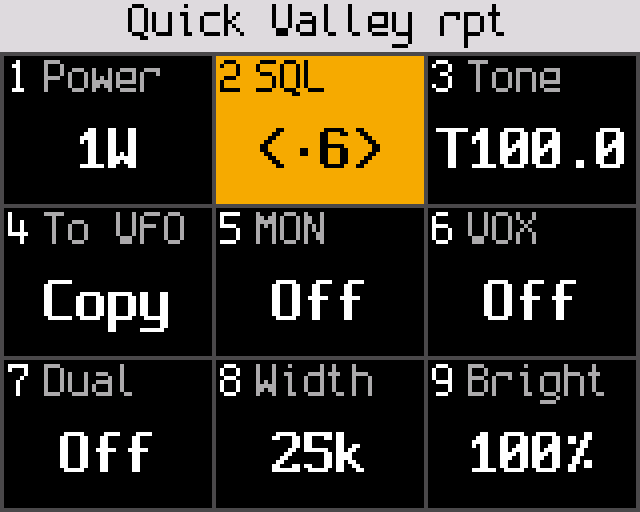 Quick Valley rpt
1 Power 2 SQL 3 Tone
1W <·6> T100.0
4 To VFO 5 MON 6 VOX
Copy Off Off
7 Dual 8 Width 9 Bright
Off 25k 100%